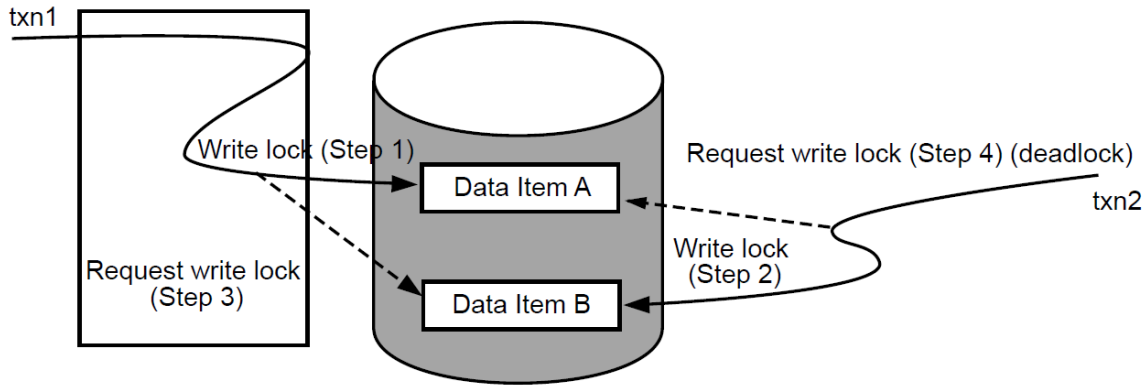 txn1
Write lock (Step 1)
Request write lock (Step 4) (deadlock)
Data Item A
txn2
Write lock
(Step 2)
Request write lock
(Step 3)
Data Item B